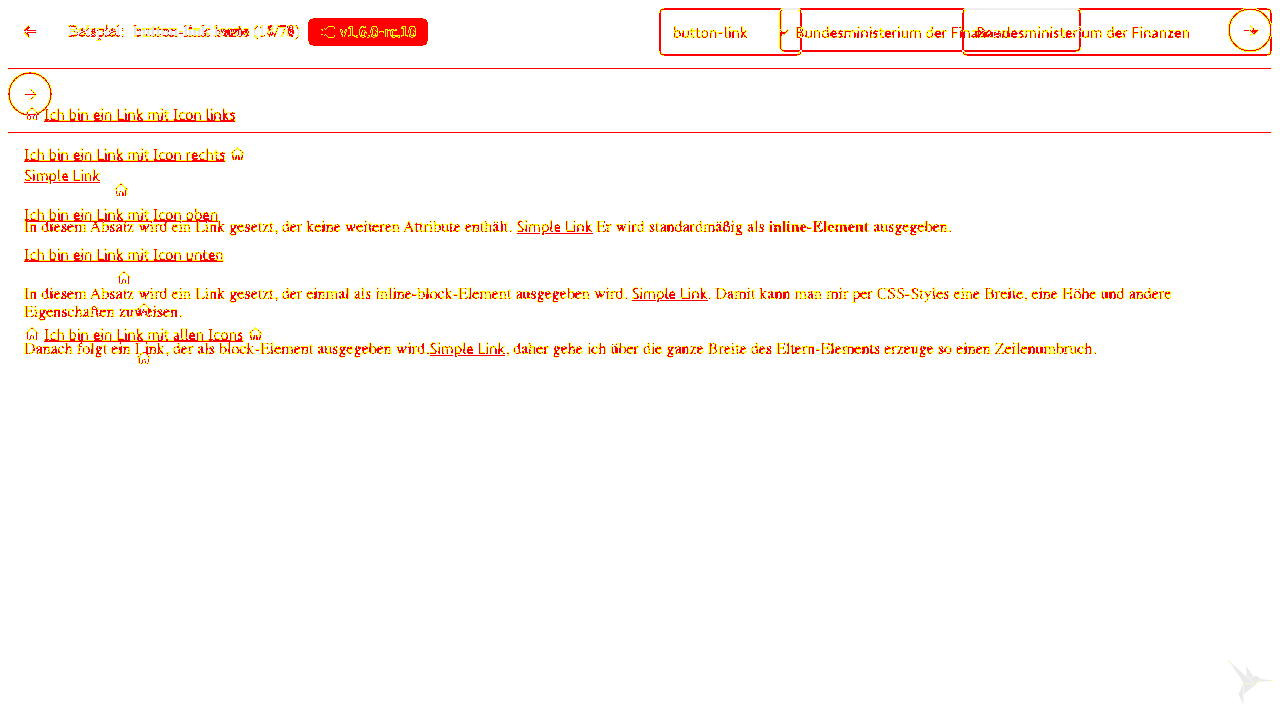 Beispiel: button-link basic
v1.6.0-rc.10
button-link
Bundesministerium der Finanzen
Bundesministerium der Finanzen
Ich bin ein Link mit Icon links
Ich bin ein Link mit Icon rechts
Simple Link
Ich bin ein Link mit Icon oben
In diesem Absatz wird ein Link gesetzt, der keine weiteren Attribute enthält. Simple Link Er wird standardmäßig als inline-Element ausgegeben.
Ich bin ein Link mit Icon unten
In diesem Absatz wird ein Link gesetzt, der einmal als inline-block-Element ausgegeben wird. Simple Link. Damit kann man mir per CSS-Styles eine Breite, eine Höhe und andere
Eigenschaften zuweisen.
Ich bin ein Link mit allen Icons
Danach folgt ein Link, der als block-Element ausgegeben wird.Simple Link, daher gehe ich über die ganze Breite des Eltern-Elements erzeuge so einen Zeilenumbruch.